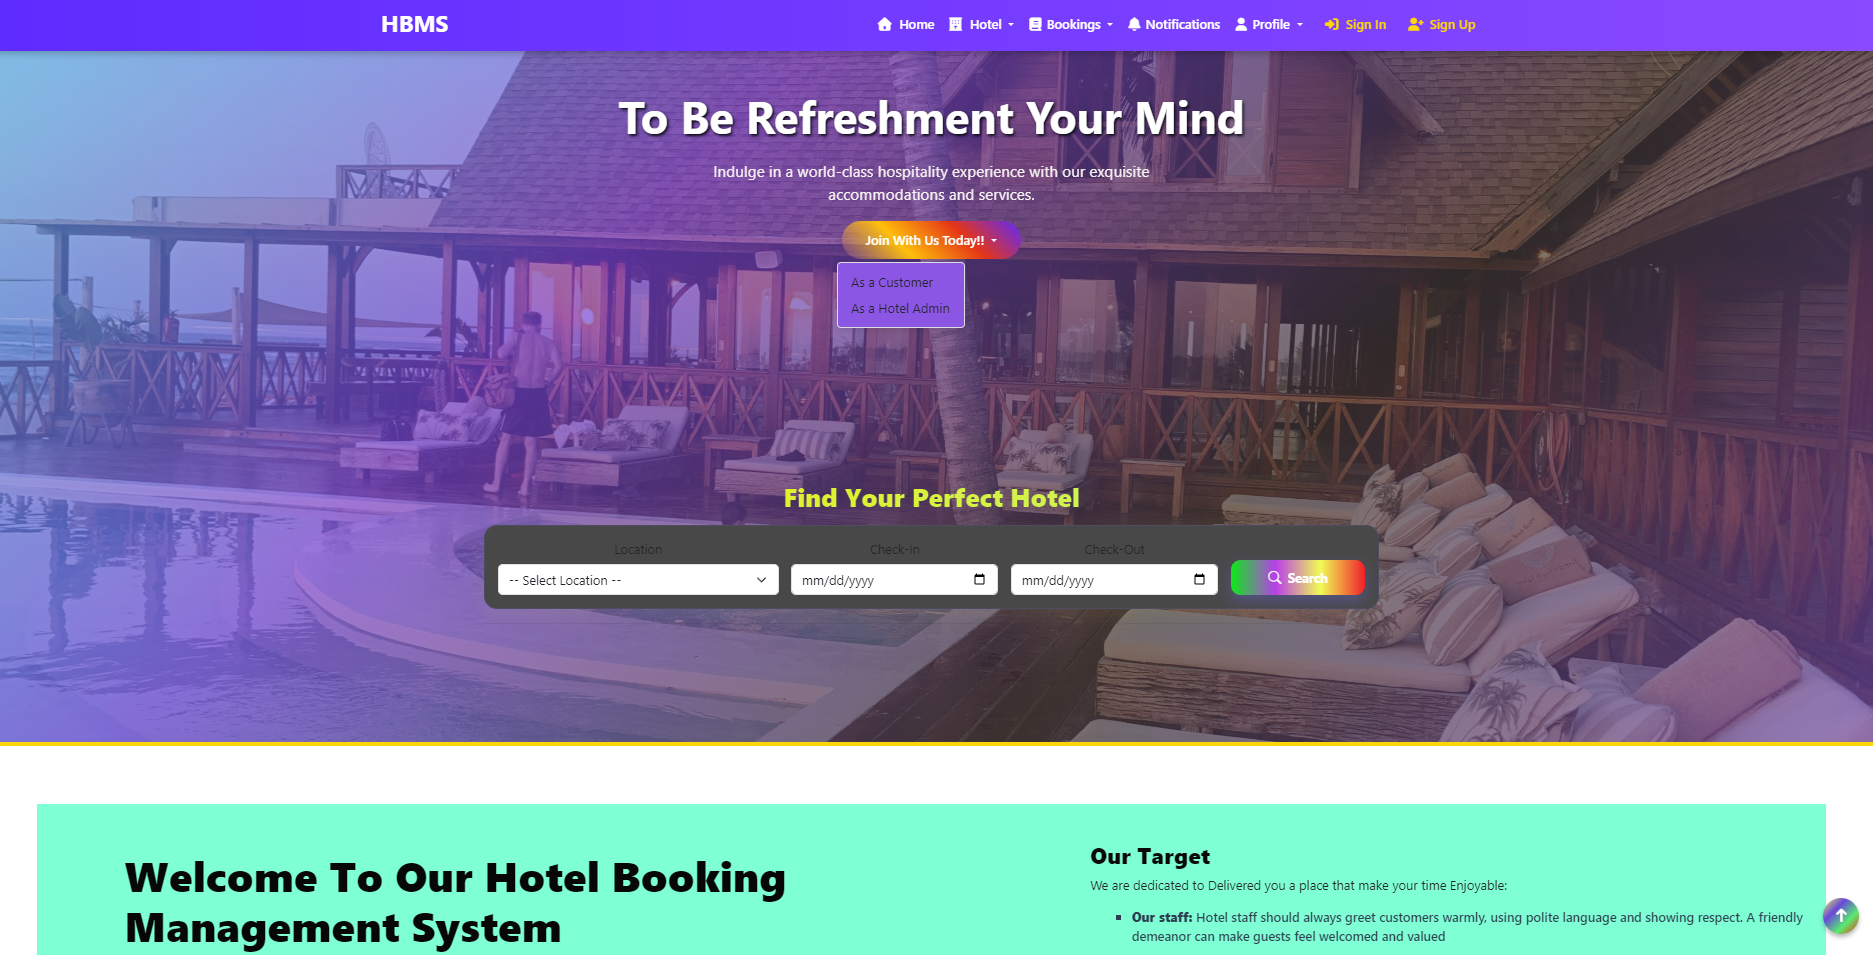 HBMS
Home Hotel Bookings Notifications Profile Sign In Sign Up
To Be Refreshment Your Mind
Indulge in a world-class hospitality experience with our exquisite
accommodations and services.
Join With Us Today!!
As a Customer
As a Hotel Admin
Find Your Perfect Hotel
Location Check-In Check-Out
-- Select Location -- mm/dd/yyyy mm/dd/yyyy Search
Welcome To Our Hotel Booking
Management System
Our Target
We are dedicated to Delivered you a place that make your time Enjoyable:
Our staff: Hotel staff should always greet customers warmly, using polite language and showing respect. A friendly
demeanor can make guests feel welcomed and valued